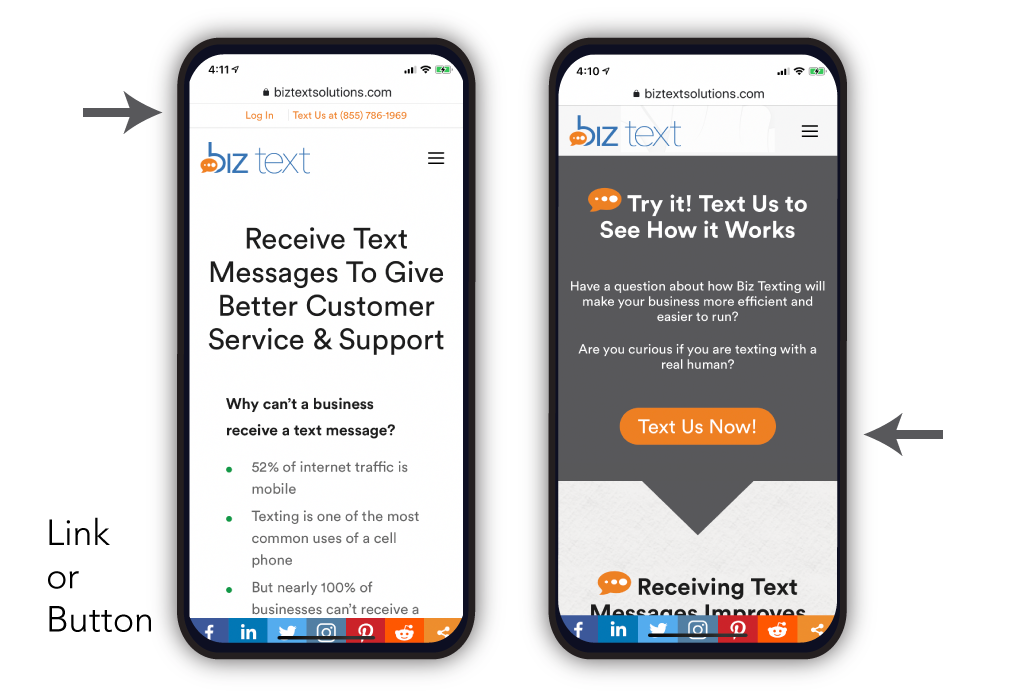 4:11
biztextsolutions.com
Log In Text Us at (855) 786-1969
biz text
Receive Text
Messages To Give
Better Customer
Service & Support
Why can't a business
receive a text message?
52% of internet traffic is
mobile
Texting is one of the most
common uses of a cell
phone
But nearly 100% of
businesses can't receive a
f in
Link
or
Button
4:10
biztextsolutions.com
biz text
Try it! Text Us to
See How it Works
Have a question about how Biz Texting will
make your business more efficient and
easier to run?
Are you curious if you are texting with a
real human?
Text Us Now!
Receiving Text
Messages Improves
f in